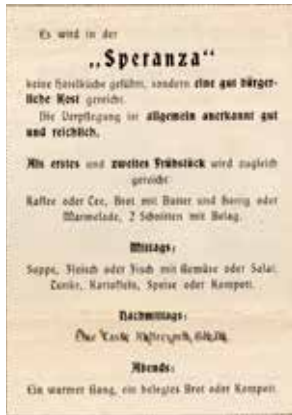 Es wird in der
„Speranza“
keine Hotelküche geführt, sondern eine gut bürger-
liche Kost gereicht.
Die Verpflegung ist allgemein anerkannt gut
und reichlich.
Als erstes und zweites Frühstück wird zugleich
gereicht:
Kaffee oder Tee, Brot mit Butter und Honig oder
Marmelade, 2 Schnitten mit Belag.
Mittags:
Suppe, Fleisch oder Fisch mit Gemüse oder Salat,
Kartoffeln, Speise oder Kompott.
Nachmittags:
Eine Tasse
Abends:
Ein warmer Gang, ein belegtes Brot oder Kompott.